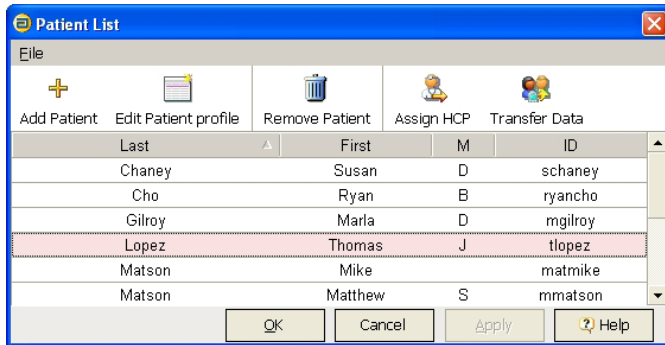 Patient List
File
Add Patient Edit Patient profile Remove Patient Assign HCP Transfer Data
Last First M ID
Chaney Susan D schaney
Cho Ryan B ryancho
Gilroy Marla D mgilroy
Lopez Thomas J tlopez
Matson Mike matmike
Matson Matthew S mmatson
OK Cancel Apply Help